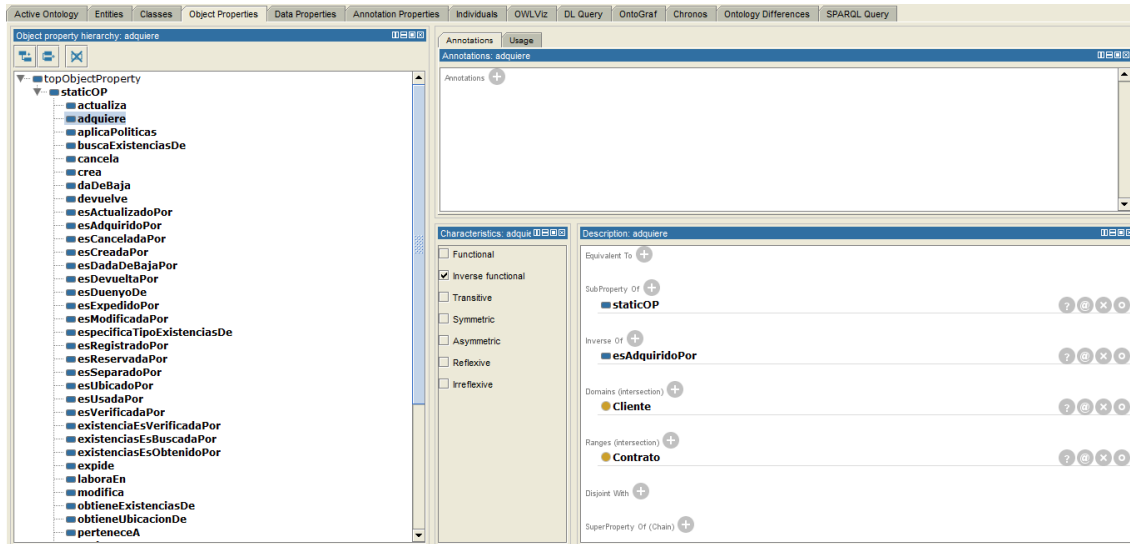 Active Ontology Entities Classes Object Properties Data Properties Annotation Properties Individuals OWLViz DL Query OntoGraf Chronos Ontology Differences SPARQL Query
Object property hierarchy: adquiere
topObjectProperty
staticOP
actualiza
adquiere
aplicaPoliticas
buscaExistenciasDe
cancela
crea
daDeBaja
devuelve
esActualizadoPor
esAdquiridoPor
esCanceladaPor
esCreadaPor
esDadaDeBajaPor
esDevueltaPor
esDuenyoDe
esExpedidoPor
esModificadaPor
especificaTipoExistenciasDe
esRegistradoPor
esReservadaPor
esSeparadoPor
esUbicadoPor
esUsadaPor
esVerificadaPor
existenciaEsVerificadaPor
existenciasEsBuscadaPor
existenciasEsObtenidoPor
expide
laboraEn
modifica
obtieneExistenciasDe
obtieneUbicacionDe
perteneceA
Annotations Usage
Annotations: adquiere
Annotations
Characteristics: adquie
Functional
Inverse functional
Transitive
Symmetric
Asymmetric
Reflexive
Irreflexive
Description: adquiere
Equivalent To
SubProperty Of
staticOP
Inverse Of
esAdquiridoPor
Domains (intersection)
Cliente
Ranges (intersection)
Contrato
Disjoint With
SuperProperty Of (Chain)